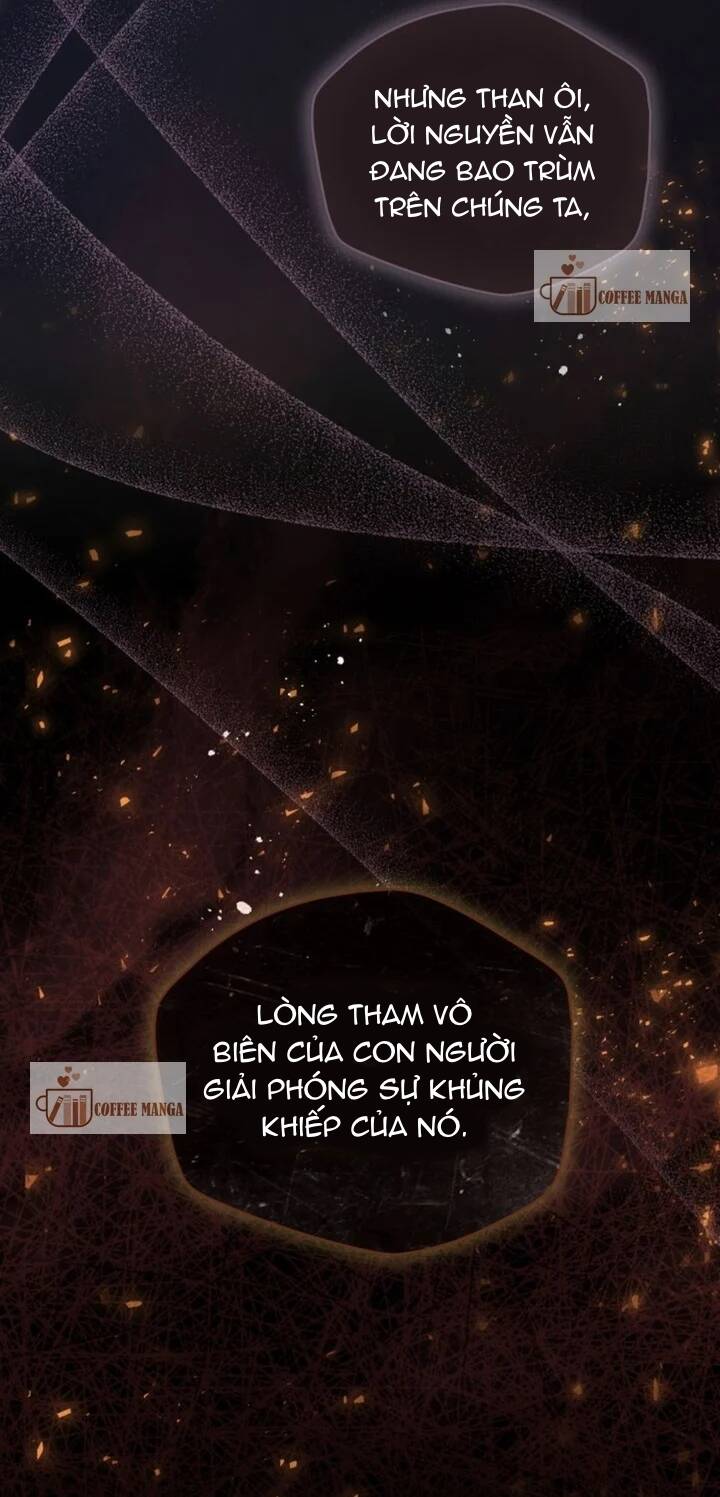 NHƯNG THAN ÔI,
LỜI NGUYỀN VẪN
ĐANG BAO TRÙM
TRÊN CHÚNG TA,
COFFEE MANGA
LÒNG THAM VÔ
BIÊN CỦA CON NGƯỜI
GIẢI PHÓNG SỰ KHỦNG
KHIẾP CỦA NÓ.
COFFEE MANGA